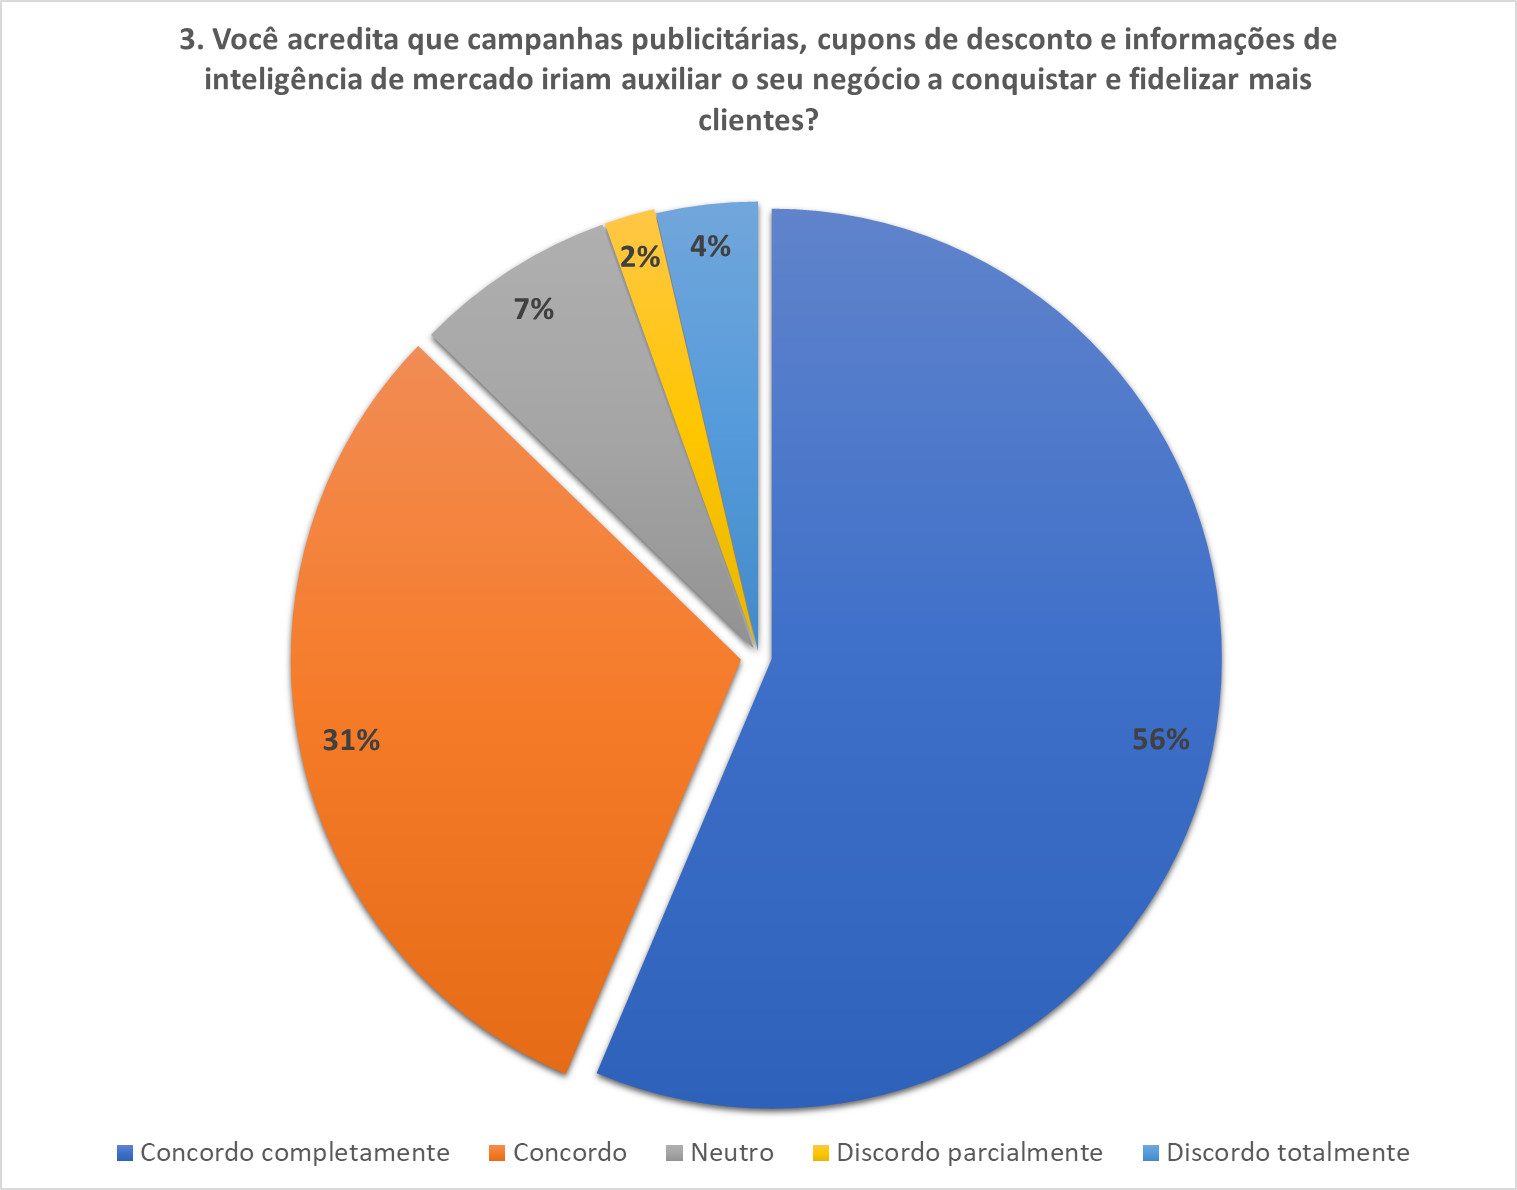 3. Você acredita que campanhas publicitárias, cupons de desconto e informações de
inteligência de mercado iriam auxiliar o seu negócio a conquistar e fidelizar mais
clientes?
4%
2%
7%
31%
56%
Concordo completamente
Concordo
Neutro
Discordo parcialmente
Discordo totalmente